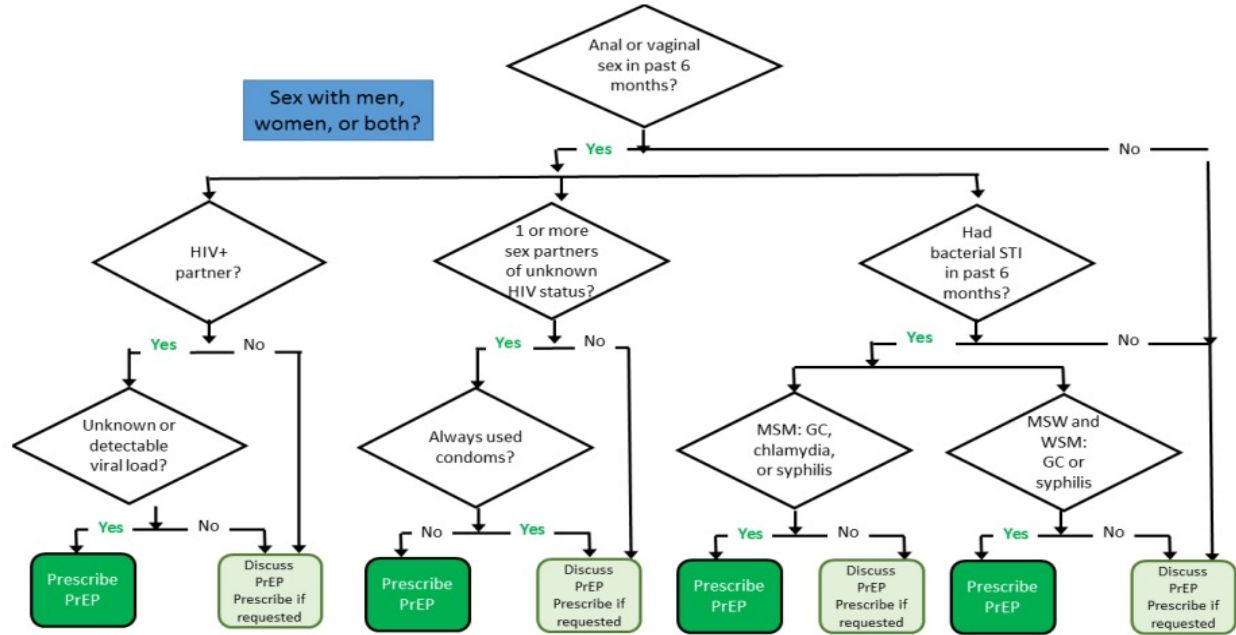 Anal or vaginal
sex in past 6
months?
Sex with men,
women, or both?
Yes
No
HIV+
partner?
1 or more
sex partners
of unknown
HIV status?
Had
bacterial STI
in past 6
months?
Yes
No
Yes
No
Yes
No
Unknown or
detectable
viral load?
Always used
condoms?
MSM: GC,
chlamydia,
or syphilis
MSW and
WSM:
GC or
syphilis
Yes
No
No
Yes
Yes
No
Yes
No
Prescribe
PrEP
Discuss
PrEP
Prescribe if
requested
Prescribe
PrEP
Discuss
PrEP
Prescribe if
requested
Prescribe
PrEP
Discuss
PrEP
Prescribe if
requested
Prescribe
PrEP
Discuss
PrEP
Prescribe if
requested